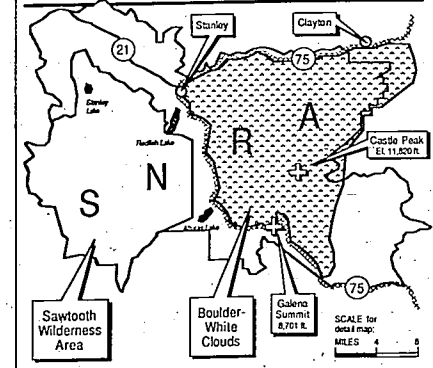 Stanley
Clayton
21
75
Stanley
Lake
Redfish Lake
R
A
Castle Peak
El. 11,820 ft.
N
S
Alturas Lake
Sawtooth
Wilderness
Area
Boulder-
White
Clouds
Galena
Summit
8,701 ft.
75
SCALE for
detail map:
MILES 4 8